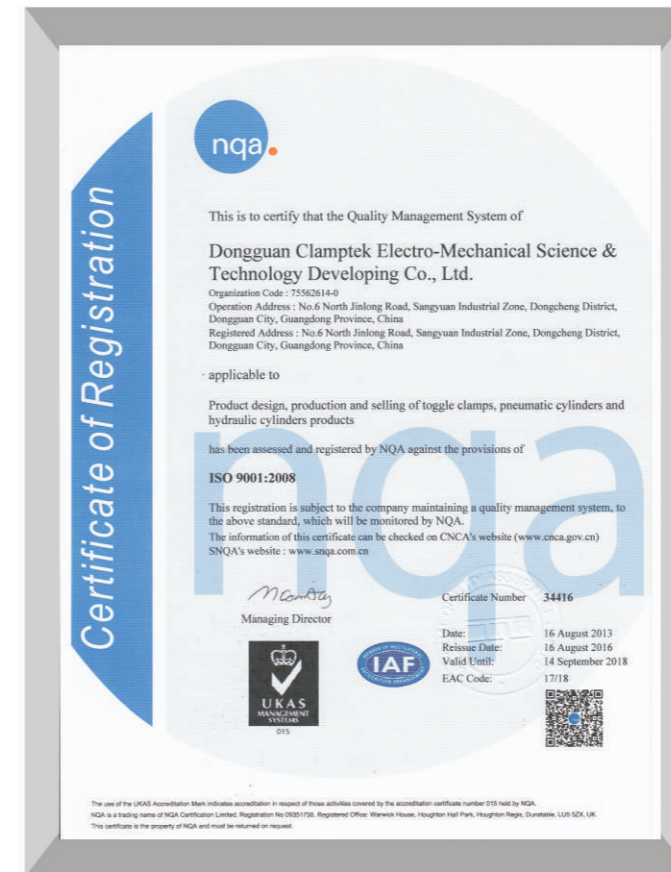 nqa.
Certificate of Registration
This is to certify that the Quality Management System of
Dongguan Clamptek Electro-Mechanical Science &
Technology Developing Co., Ltd.
Organization Code : 75562614-0
Operation Address : No.6 North Jinlong Road, Sangyuan Industrial Zone, Dongcheng District,
Dongguan City, Guangdong Province, China
Registered Address : No.6 North Jinlong Road, Sangyuan Industrial Zone, Dongcheng District,
Dongguan City, Guangdong Province, China
applicable to
Product design, production and selling of toggle clamps, pneumatic cylinders and
hydraulic cylinders products
has been assessed and registered by NQA against the provisions of
ISO 9001:2008
This registration is subject to the company maintaining a quality management system, to
the above standard, which will be monitored by NQA.
The information of this certificate can be checked on CNCA's website (www.cnca.gov.cn)
SNQA's website : www.snqa.com.cn
nqa
Managing Director
Certificate Number 34416
Date: 16 August 2013
Reissue Date: 16 August 2016
Valid Until: 14 September 2018
EAC Code: 17/18
UKAS
MANAGEMENT
SYSTEMS
015
IAF
The use of the UKAS Accreditation Mark indicates accreditation in respect of those activities covered by the accreditation certificate number 015 held by NQA.
NQA is a trading name of NQA Certification Limited, Registration No 09351758. Registered Office: Warwick House, Houghton Hall Park, Houghton Regis, Dunstable, LU5 5ZX, UK.
This certificate is the property of NQA and must be returned on request.